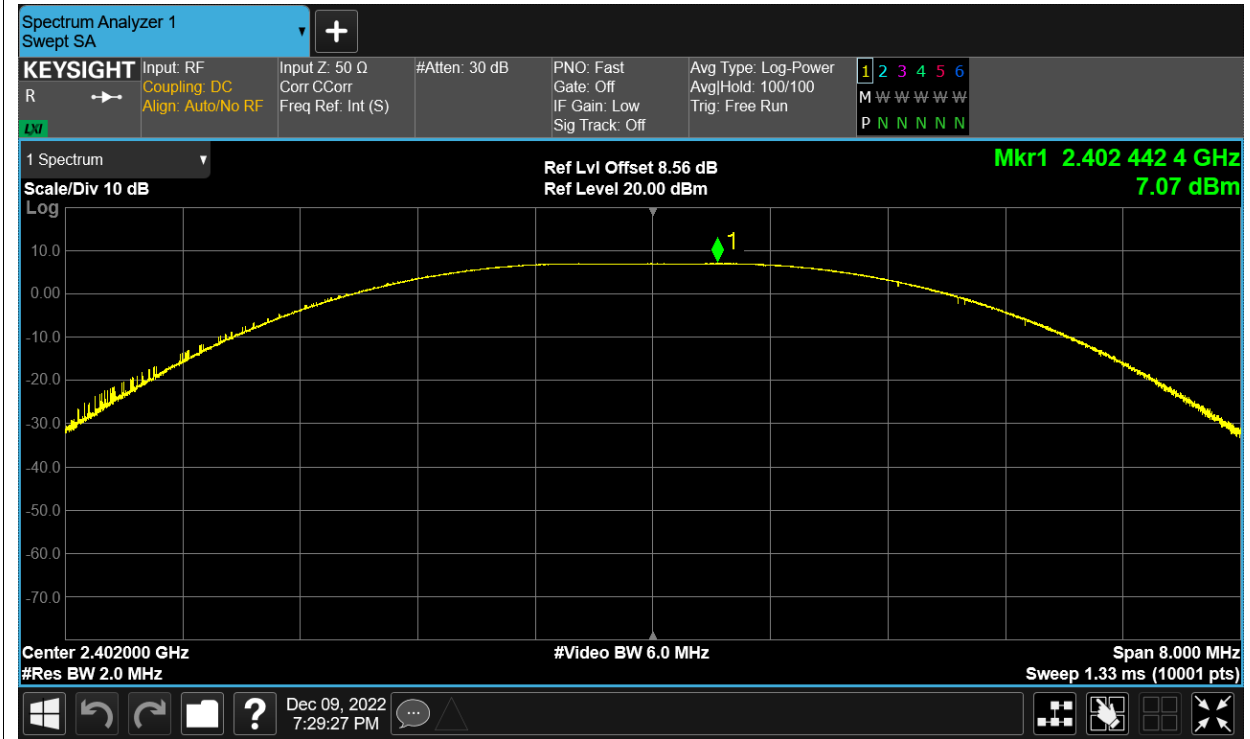 Spectrum Analyzer 1
Swept SA
KEYSIGHT
R
LXI
Input: RF
Coupling: DC
Align: Auto/No RF
Input Z: 50 Ω
Corr CCorr
Freq Ref: Int (S)
#Atten: 30 dB
PNO: Fast
Gate: Off
IF Gain: Low
Sig Track: Off
Avg Type: Log-Power
Avg|Hold: 100/100
Trig: Free Run
1 2 3 4 5 6
M W W W W W
P N N N N N
1 Spectrum
Scale/Div 10 dB
Ref Lvl Offset 8.56 dB
Ref Level 20.00 dBm
Mkr1 2.402 442 4 GHz
7.07 dBm
Log
1
10.0
0.00
-10.0
-20.0
-30.0
-40.0
-50.0
-60.0
-70.0
Center 2.402000 GHz
#Res BW 2.0 MHz
#Video BW 6.0 MHz
Span 8.000 MHz
Sweep 1.33 ms (10001 pts)
?
Dec 09, 2022
7:29:27 PM